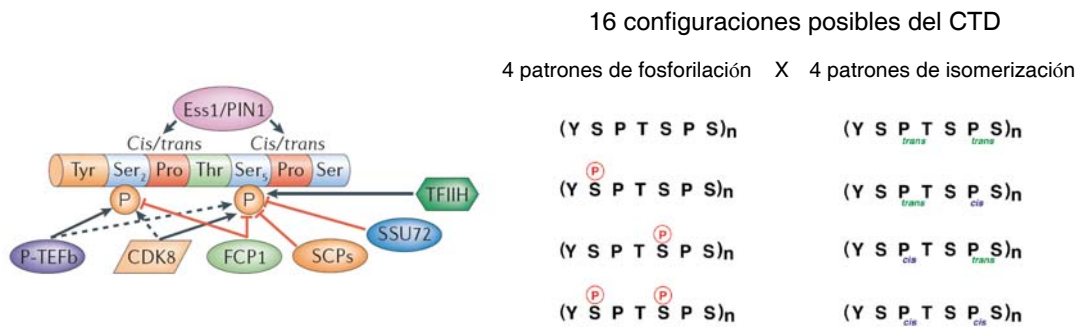 16 configuraciones posibles del CTD
4 patrones de fosforilación X 4 patrones de isomerización
Ess1/PIN1
Cis/trans Cis/trans
Tyr Ser2 Pro Thr Ser5 Pro Ser
P P
TFIIH
P-TEFb CDK8 FCP1 SCPs SSU72
(Y S P T S P S)n
P
(Y S P T S P S)n
P
(Y S P T S P S)n
P P
(Y S P T S P S)n
(Y S P T S P S)n
trans trans
(Y S P T S P S)n
trans cis
(Y S P T S P S)n
cis trans
(Y S P T S P S)n
cis cis